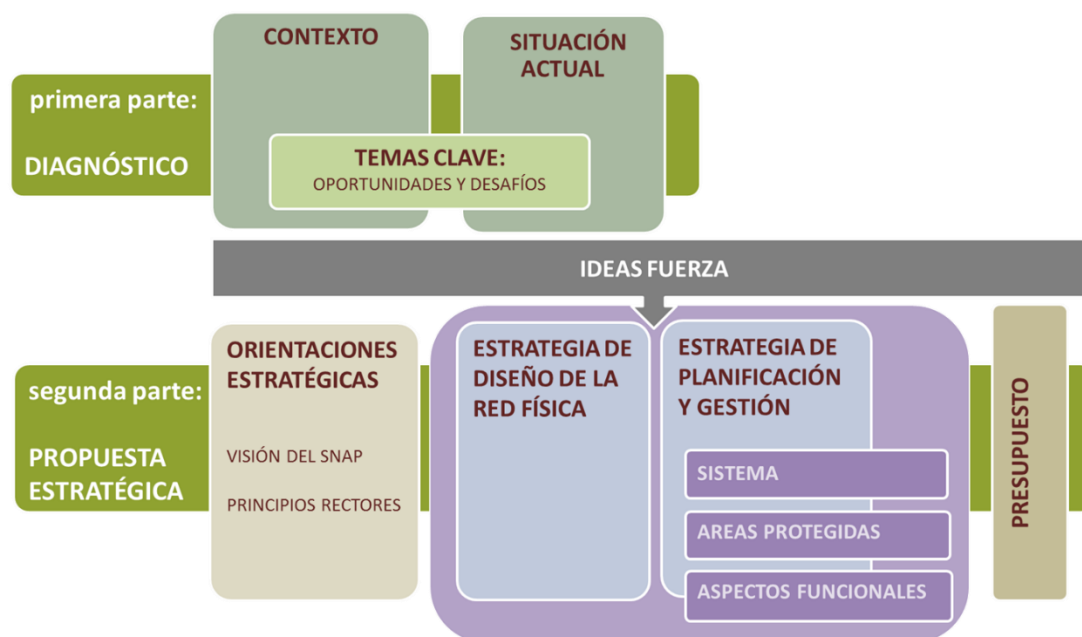 primera parte:
DIAGNÓSTICO
CONTEXTO
SITUACIÓN
ACTUAL
TEMAS CLAVE:
OPORTUNIDADES Y DESAFÍOS
IDEAS FUERZA
segunda parte:
PROPUESTA
ESTRATÉGICA
ORIENTACIONES
ESTRATÉGICAS
VISIÓN DEL SNAP
PRINCIPIOS RECTORES
ESTRATEGIA DE
DISEÑO DE LA
RED FÍSICA
ESTRATEGIA DE
PLANIFICACIÓN
Y GESTIÓN
SISTEMA
AREAS PROTEGIDAS
ASPECTOS FUNCIONALES
PRESUPUESTO